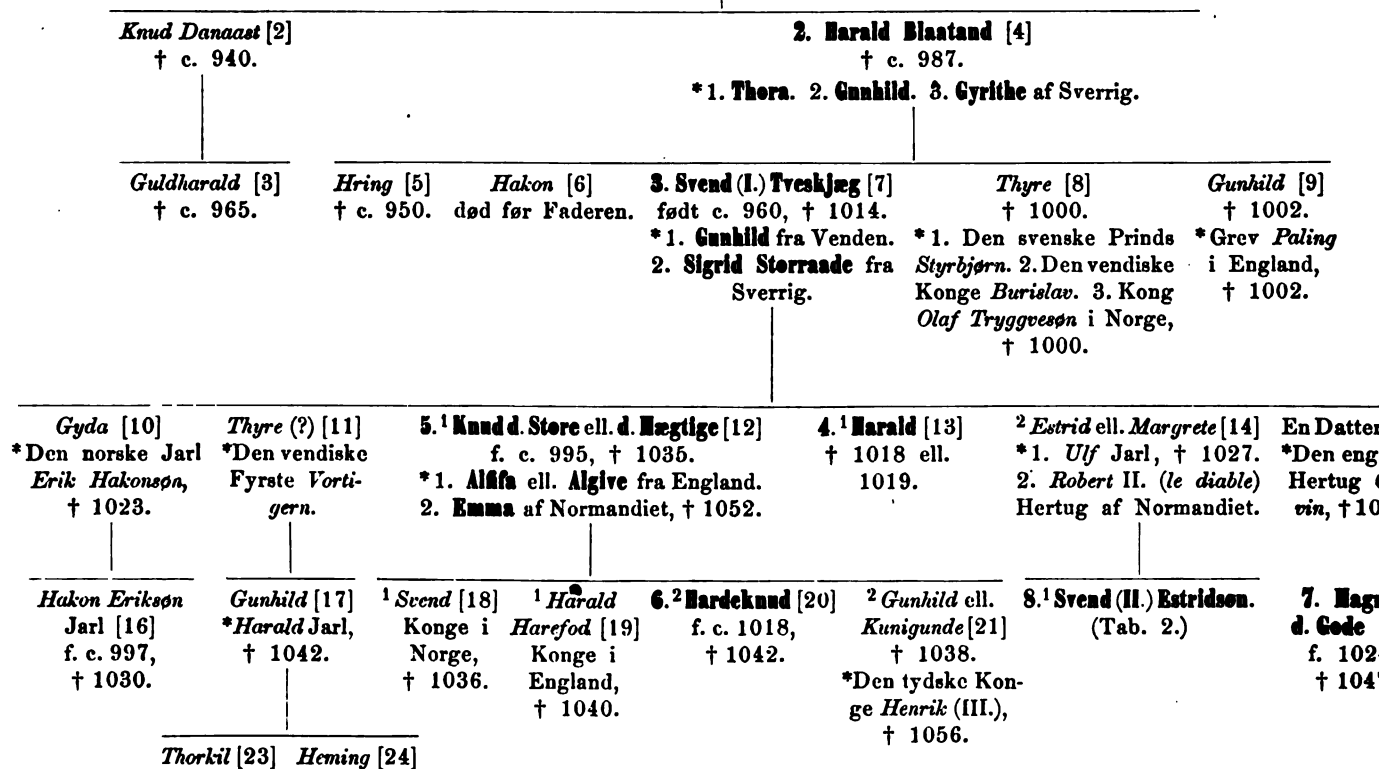 Knud Danaast [2]
† c. 940.
2. Harald Blaatand [4]
† c. 987.
*1. Thora. 2. Gunhild. 3. Gyrithe af Sverrig.
Guldharald [3]
† c. 965.
Hring [5]
† c. 950.
Hakon [6]
død før Faderen.
3. Svend (I.) Tveskjæg [7]
født c. 960, † 1014.
*1. Gunhild fra Venden.
2. Sigrid Storraade fra
Sverrig.
Thyre [8]
† 1000.
*1. Den svenske Prinds
Styrbjørn. 2. Den vendiske
Konge Burislav. 3. Kong
Olaf Tryggvesøn i Norge,
† 1000.
Gunhild [9]
† 1002.
*Grev Paling
i England,
† 1002.
Gyda [10]
*Den norske Jarl
Erik Hakonsøn,
† 1023.
Thyre (?) [11]
*Den vendiske
Fyrste Vorti-
gern.
5.¹ Knud d. Store ell. d. Mægtige [12]
f. c. 995, † 1035.
*1. Alfifa ell. Algive fra England.
2. Emma af Normandiet, † 1052.
4.¹ Harald [13]
† 1018 ell.
1019.
² Estrid ell. Margrete [14]
*1. Ulf Jarl, † 1027.
2. Robert II. (le diable)
Hertug af Normandiet.
En Datter
*Den eng
Hertug
vin, † 10
Hakon Eriksøn
Jarl [16]
f. c. 997,
† 1030.
Gunhild [17]
*Harald Jarl,
† 1042.
¹ Svend [18]
Konge i
Norge,
† 1036.
¹ Harald
Harefod [19]
Konge i
England,
† 1040.
6.² Hardeknud [20]
f. c. 1018,
† 1042.
² Gunhild ell.
Kunigunde [21]
† 1038.
*Den tydske Kon-
ge Henrik (III.),
† 1056.
8.¹ Svend (II.) Estridsøn.
(Tab. 2.)
7. Magn
d. Gode
f. 102
† 104
Thorkil [23] Heming [24]